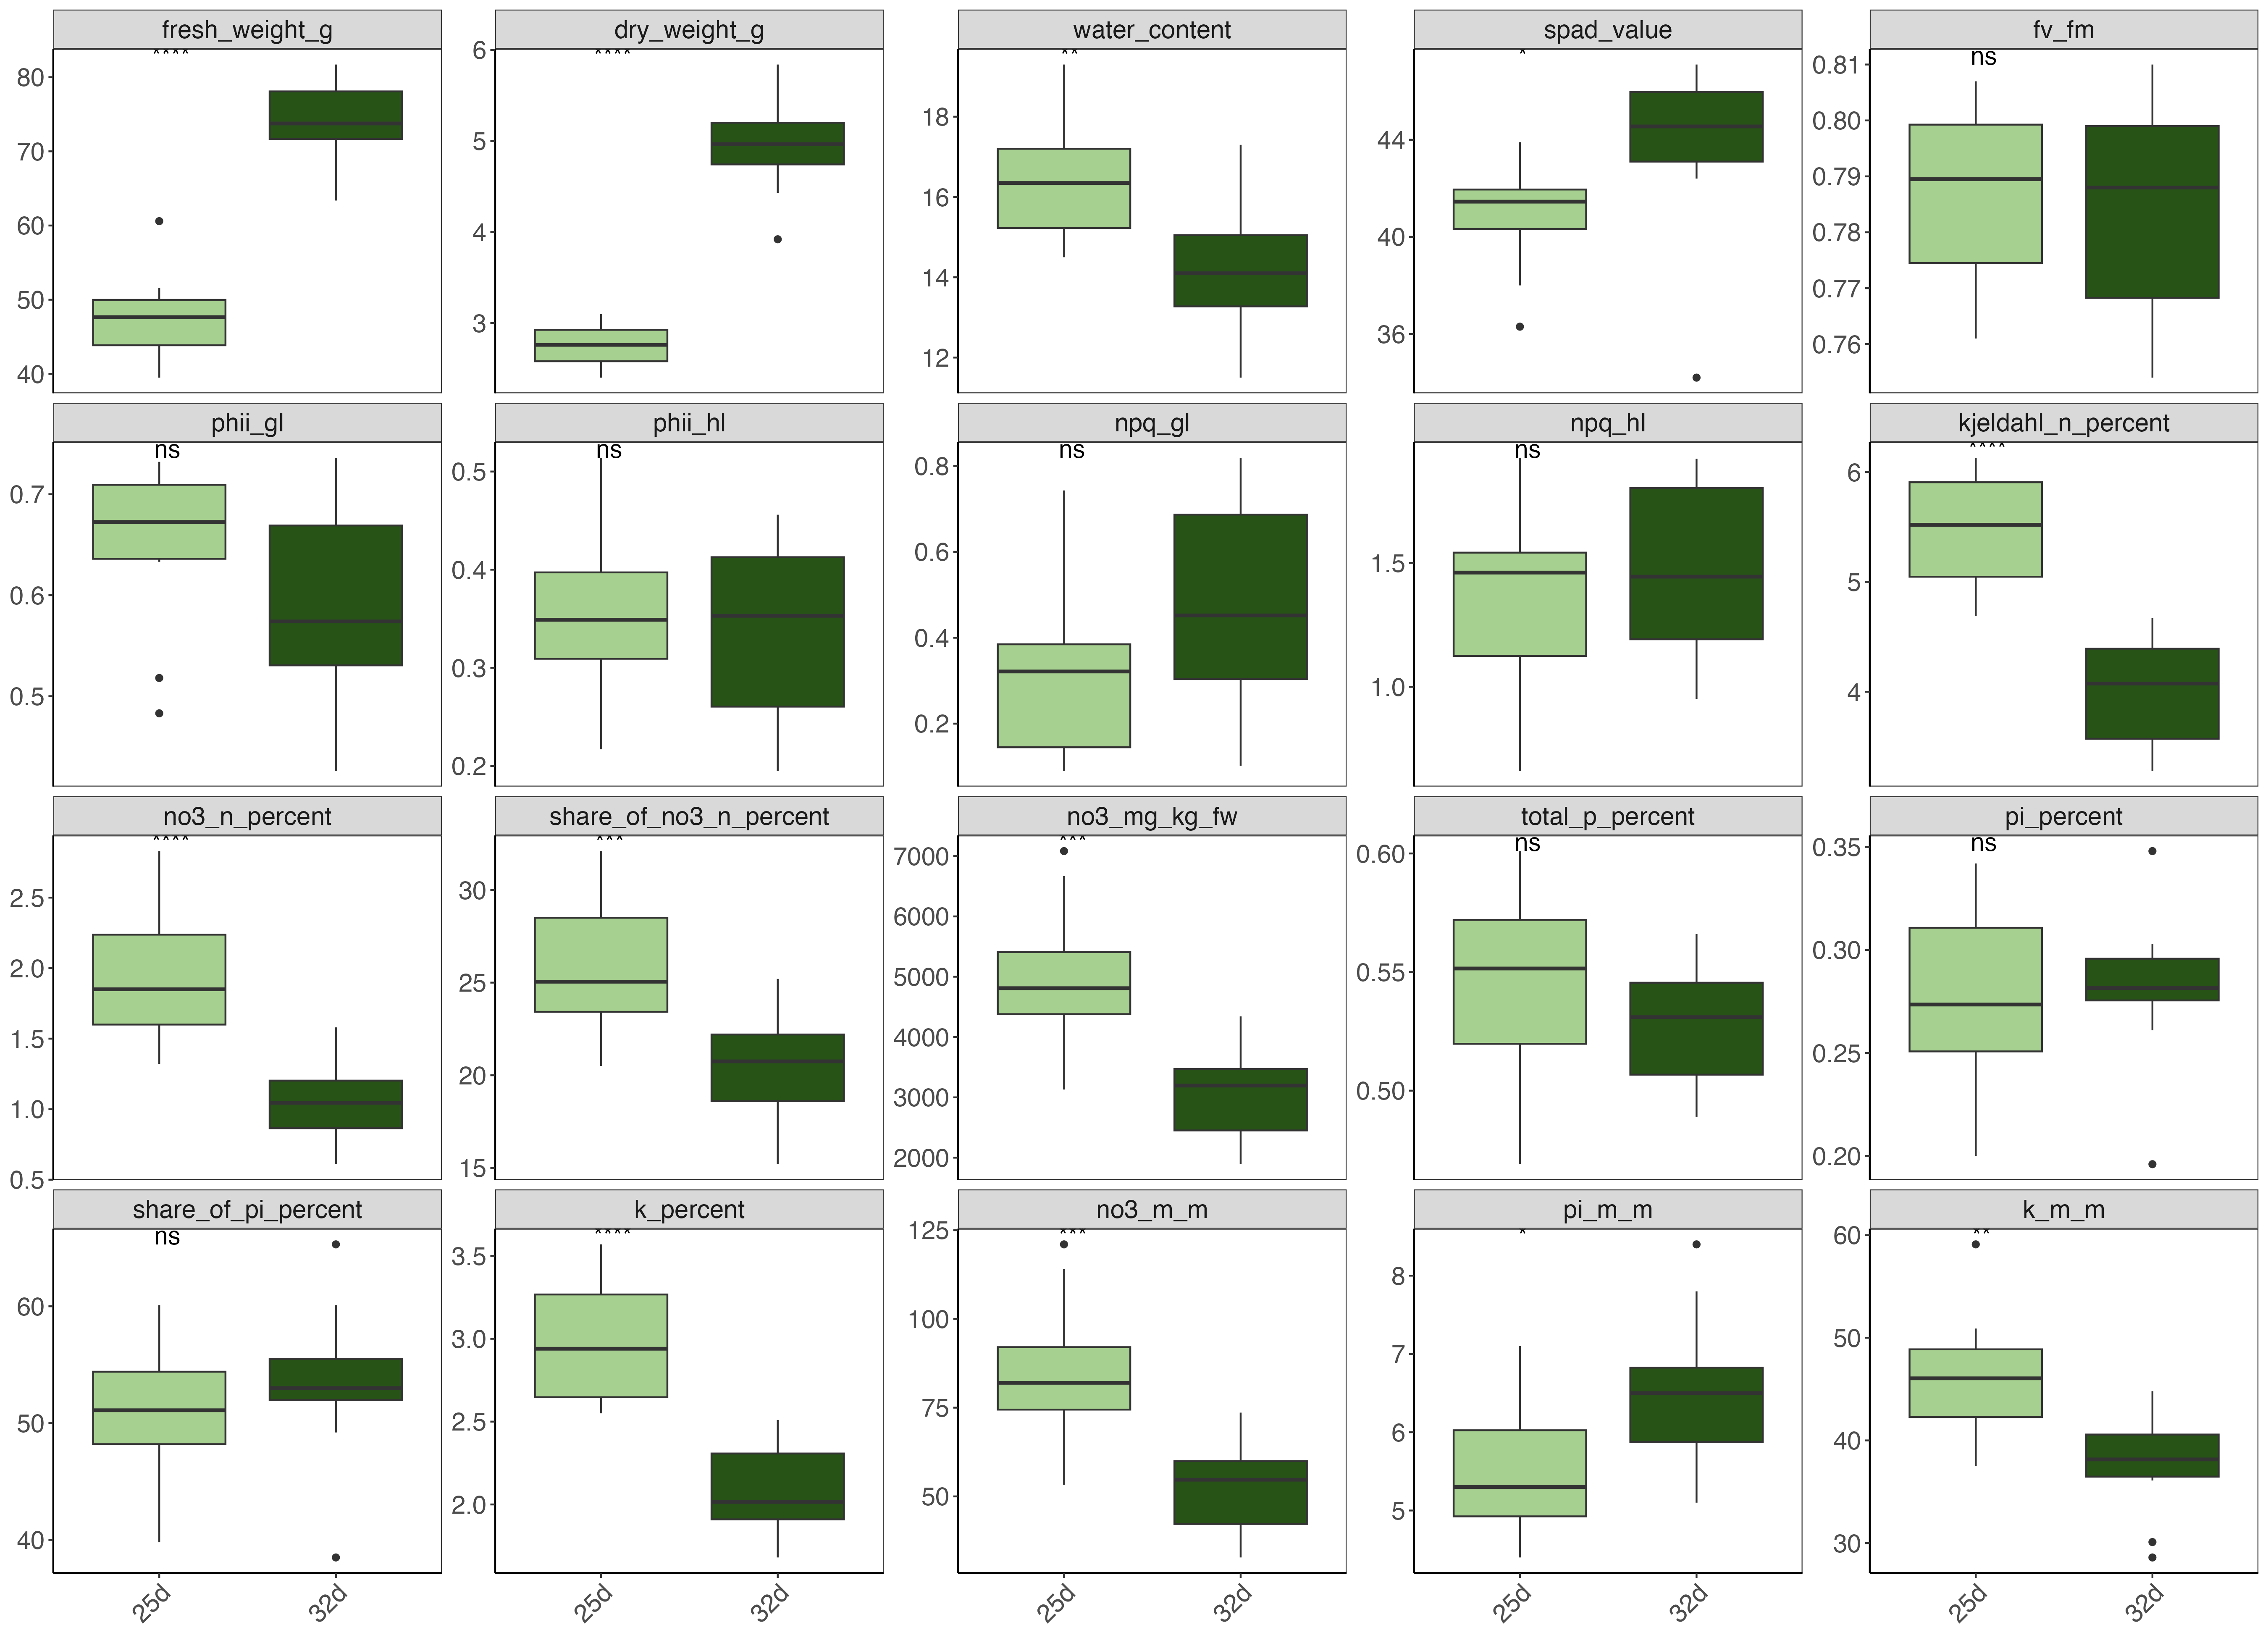 fresh_weight_g dry_weight_g water_content spad_value fv_fm
**** **** ** * ns
80 70 60 50 40
6 5 4 3
18 16 14 12
44 40 36
0.81 0.80 0.79 0.78 0.77 0.76
phii_gl phii_hl npq_gl npq_hl kjeldahl_n_percent
ns ns ns ns ****
0.7 0.6 0.5
0.5 0.4 0.3 0.2
0.8 0.6 0.4 0.2
1.5 1.0
6 5 4
no3_n_percent share_of_no3_n_percent no3_mg_kg_fw total_p_percent pi_percent
**** *** *** ns ns
2.5 2.0 1.5 1.0 0.5
30 25 20 15
7000 6000 5000 4000 3000 2000
0.60 0.55 0.50
0.35 0.30 0.25 0.20
share_of_pi_percent k_percent no3_m_m pi_m_m k_m_m
ns **** *** * **
60 50 40
3.5 3.0 2.5 2.0
125 100 75 50
8 7 6 5
60 50 40 30
25d 32d 25d 32d 25d 32d 25d 32d 25d 32d